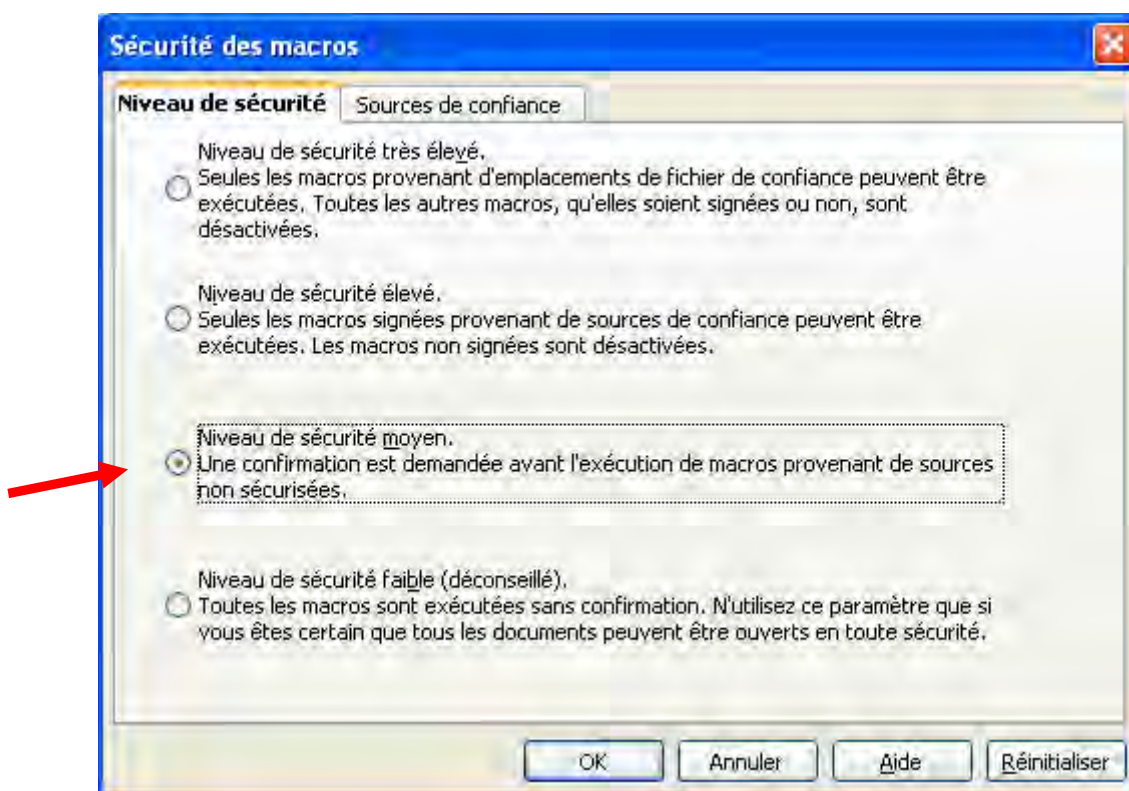 Sécurité des macros
Niveau de sécurité
Sources de confiance
Niveau de sécurité très élevé.
Seules les macros provenant d'emplacements de fichier de confiance peuvent être
exécutées. Toutes les autres macros, qu'elles soient signées ou non, sont
désactivées.
Niveau de sécurité élevé.
Seules les macros signées provenant de sources de confiance peuvent être
exécutées. Les macros non signées sont désactivées.
Niveau de sécurité moyen.
Une confirmation est demandée avant l'exécution de macros provenant de sources
non sécurisées.
Niveau de sécurité faible (déconseillé).
Toutes les macros sont exécutées sans confirmation. N'utilisez ce paramètre que si
vous êtes certain que tous les documents peuvent être ouverts en toute sécurité.
OK
Annuler
Aide
Réinitialiser